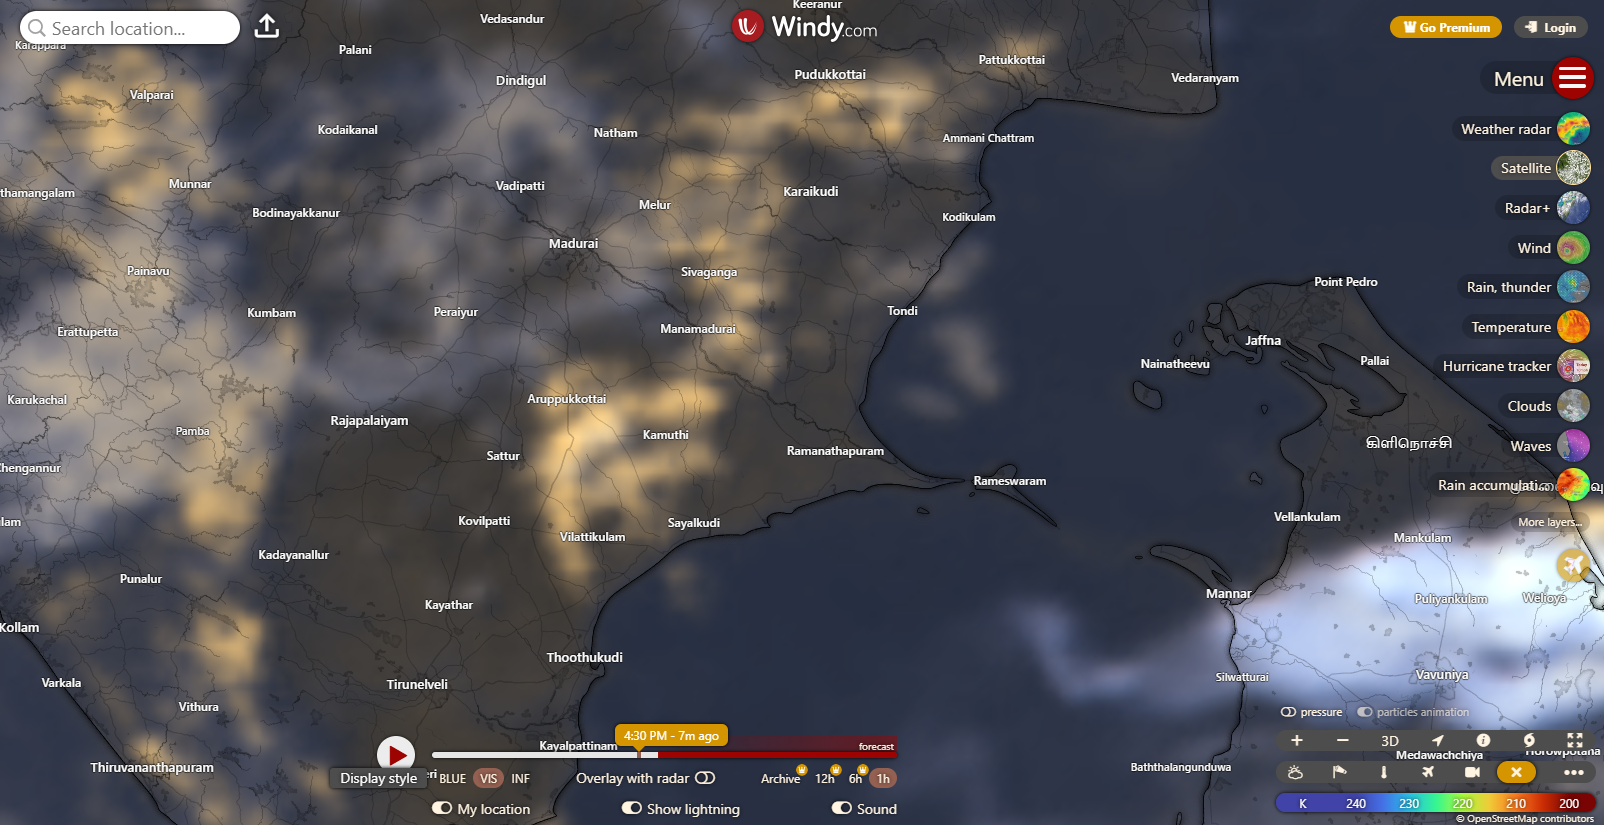 Keeranur
Vedasandur
Search location...
Windy.com
Go Premium
Login
Karappara
Palani
Pattukkottai
Pudukkottai
Vedaranyam
Menu
Dindigul
Valparai
Kodaikanal
Natham
Ammani Chattram
Weather radar
Satellite
Munnar
thamangalam
Vadipatti
Karaikudi
Melur
Bodinayakkanur
Kodikulam
Radar+
Madurai
Wind
Painavu
Sivaganga
Point Pedro
Rain, thunder
Kumbam
Peraiyur
Tondi
Erattupetta
Manamadurai
Temperature
Jaffna
Nainatheevu
Pallai
Hurricane tracker
Karukachal
Aruppukkottai
Clouds
Rajapalaiyam
Pamba
Kamuthi
கிளிநொச்சி
Waves
Sattur
Ramanathapuram
Chengannur
Rameswaram
Rain accumulati...
lam
Kovilpatti
Sayalkudi
Vellankulam
More layers...
Vilattikulam
Mankulam
Kadayanallur
Punalur
Mannar
Puliyankulam
Welioya
Kayathar
Kollam
Thoothukudi
Varkala
Tirunelveli
Silwatturai
Vavuniya
Vithura
pressure
particles animation
4:30 PM - 7m ago
Kayalpattinam
forecast
3D
Medawachchiya
Horowpotana
Thiruvananthapuram
Baththalangunduwa
Display style
eri
BLUE
VIS
INF
Overlay with radar
Archive
12h
6h
1h
My location
Show lightning
Sound
K 240 230 220 210 200
© OpenStreetMap contributors